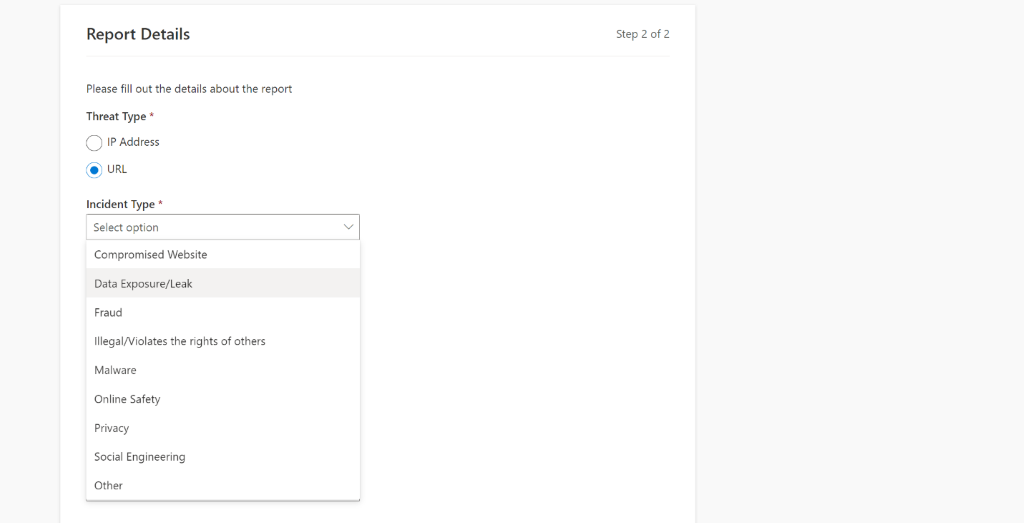 Report Details
Step 2 of 2
Please fill out the details about the report
Threat Type *
IP Address
URL
Incident Type *
Select option
Compromised Website
Data Exposure/Leak
Fraud
Illegal/Violates the rights of others
Malware
Online Safety
Privacy
Social Engineering
Other